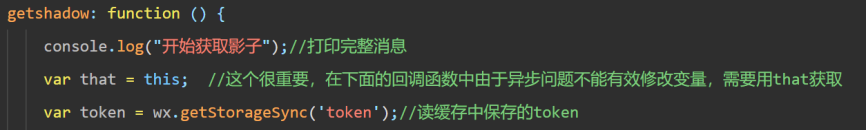 getshadow: function () {
console.log("开始获取影子");//打印完整消息
var that = this;  //这个很重要，在下面的回调函数中由于异步问题不能有效修改变量，需要用that获取
var token = wx.getStorageSync('token');//读缓存中保存的token